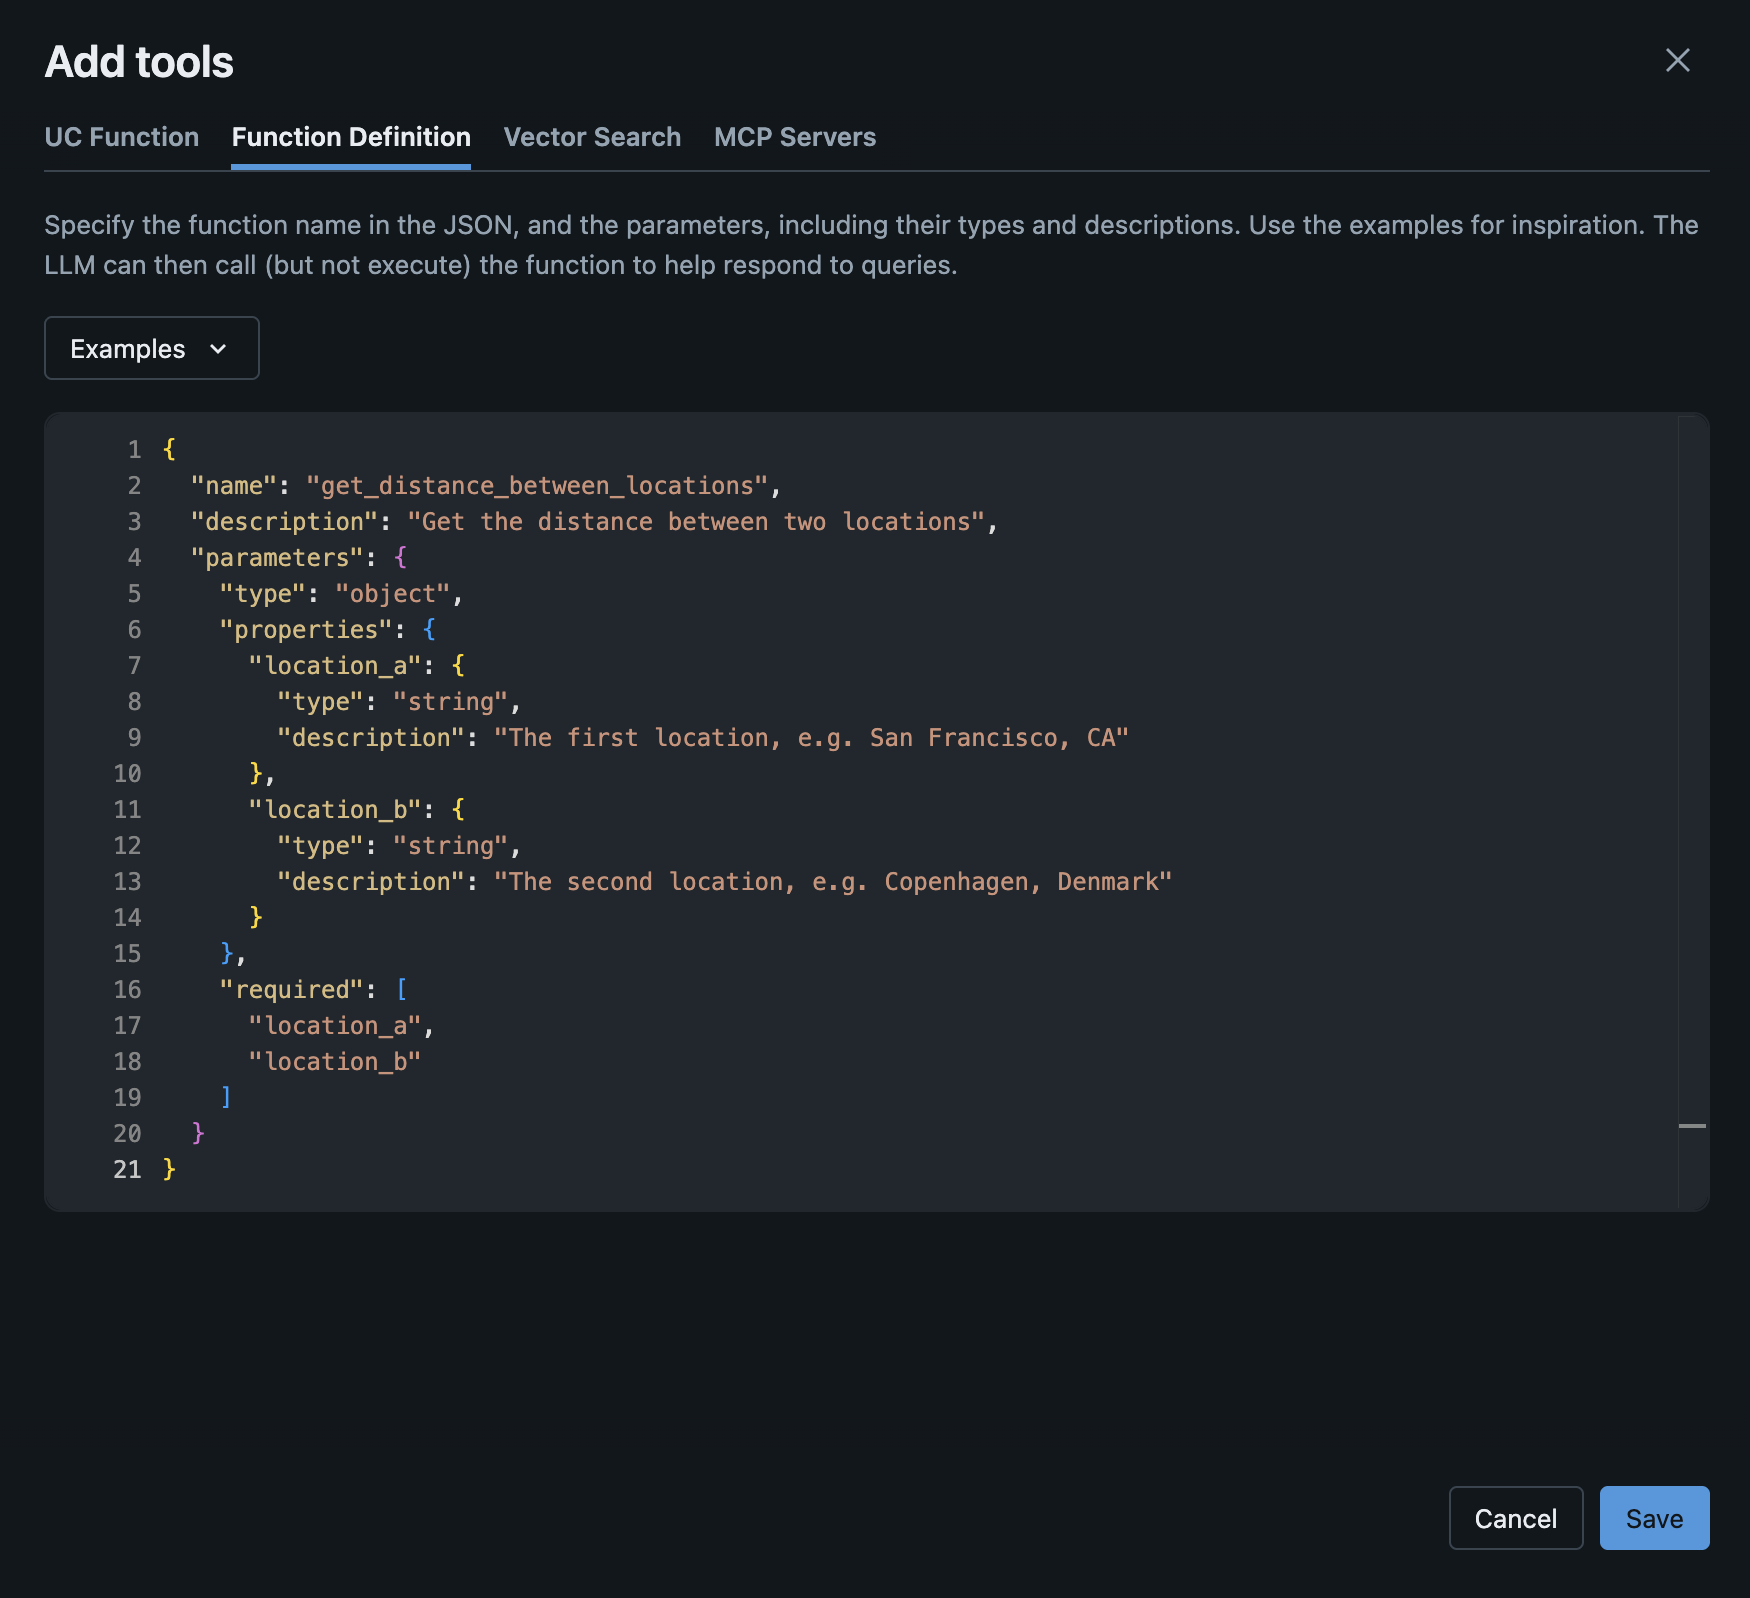 Add tools
UC Function Function Definition Vector Search MCP Servers
Specify the function name in the JSON, and the parameters, including their types and descriptions. Use the examples for inspiration. The
LLM can then call (but not execute) the function to help respond to queries.
Examples
1 {
2   "name": "get_distance_between_locations",
3   "description": "Get the distance between two locations",
4   "parameters": {
5     "type": "object",
6     "properties": {
7       "location_a": {
8         "type": "string",
9         "description": "The first location, e.g. San Francisco, CA"
10       },
11       "location_b": {
12         "type": "string",
13         "description": "The second location, e.g. Copenhagen, Denmark"
14       }
15     },
16     "required": [
17       "location_a",
18       "location_b"
19     ]
20   }
21 }
Cancel Save